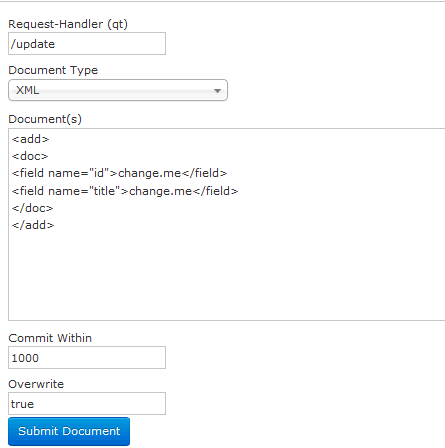 Request-Handler (qt)
/update
Document Type
XML
Document(s)
<add>
<doc>
<field name="id">change.me</field>
<field name="title">change.me</field>
</doc>
</add>
Commit Within
1000
Overwrite
true
Submit Document